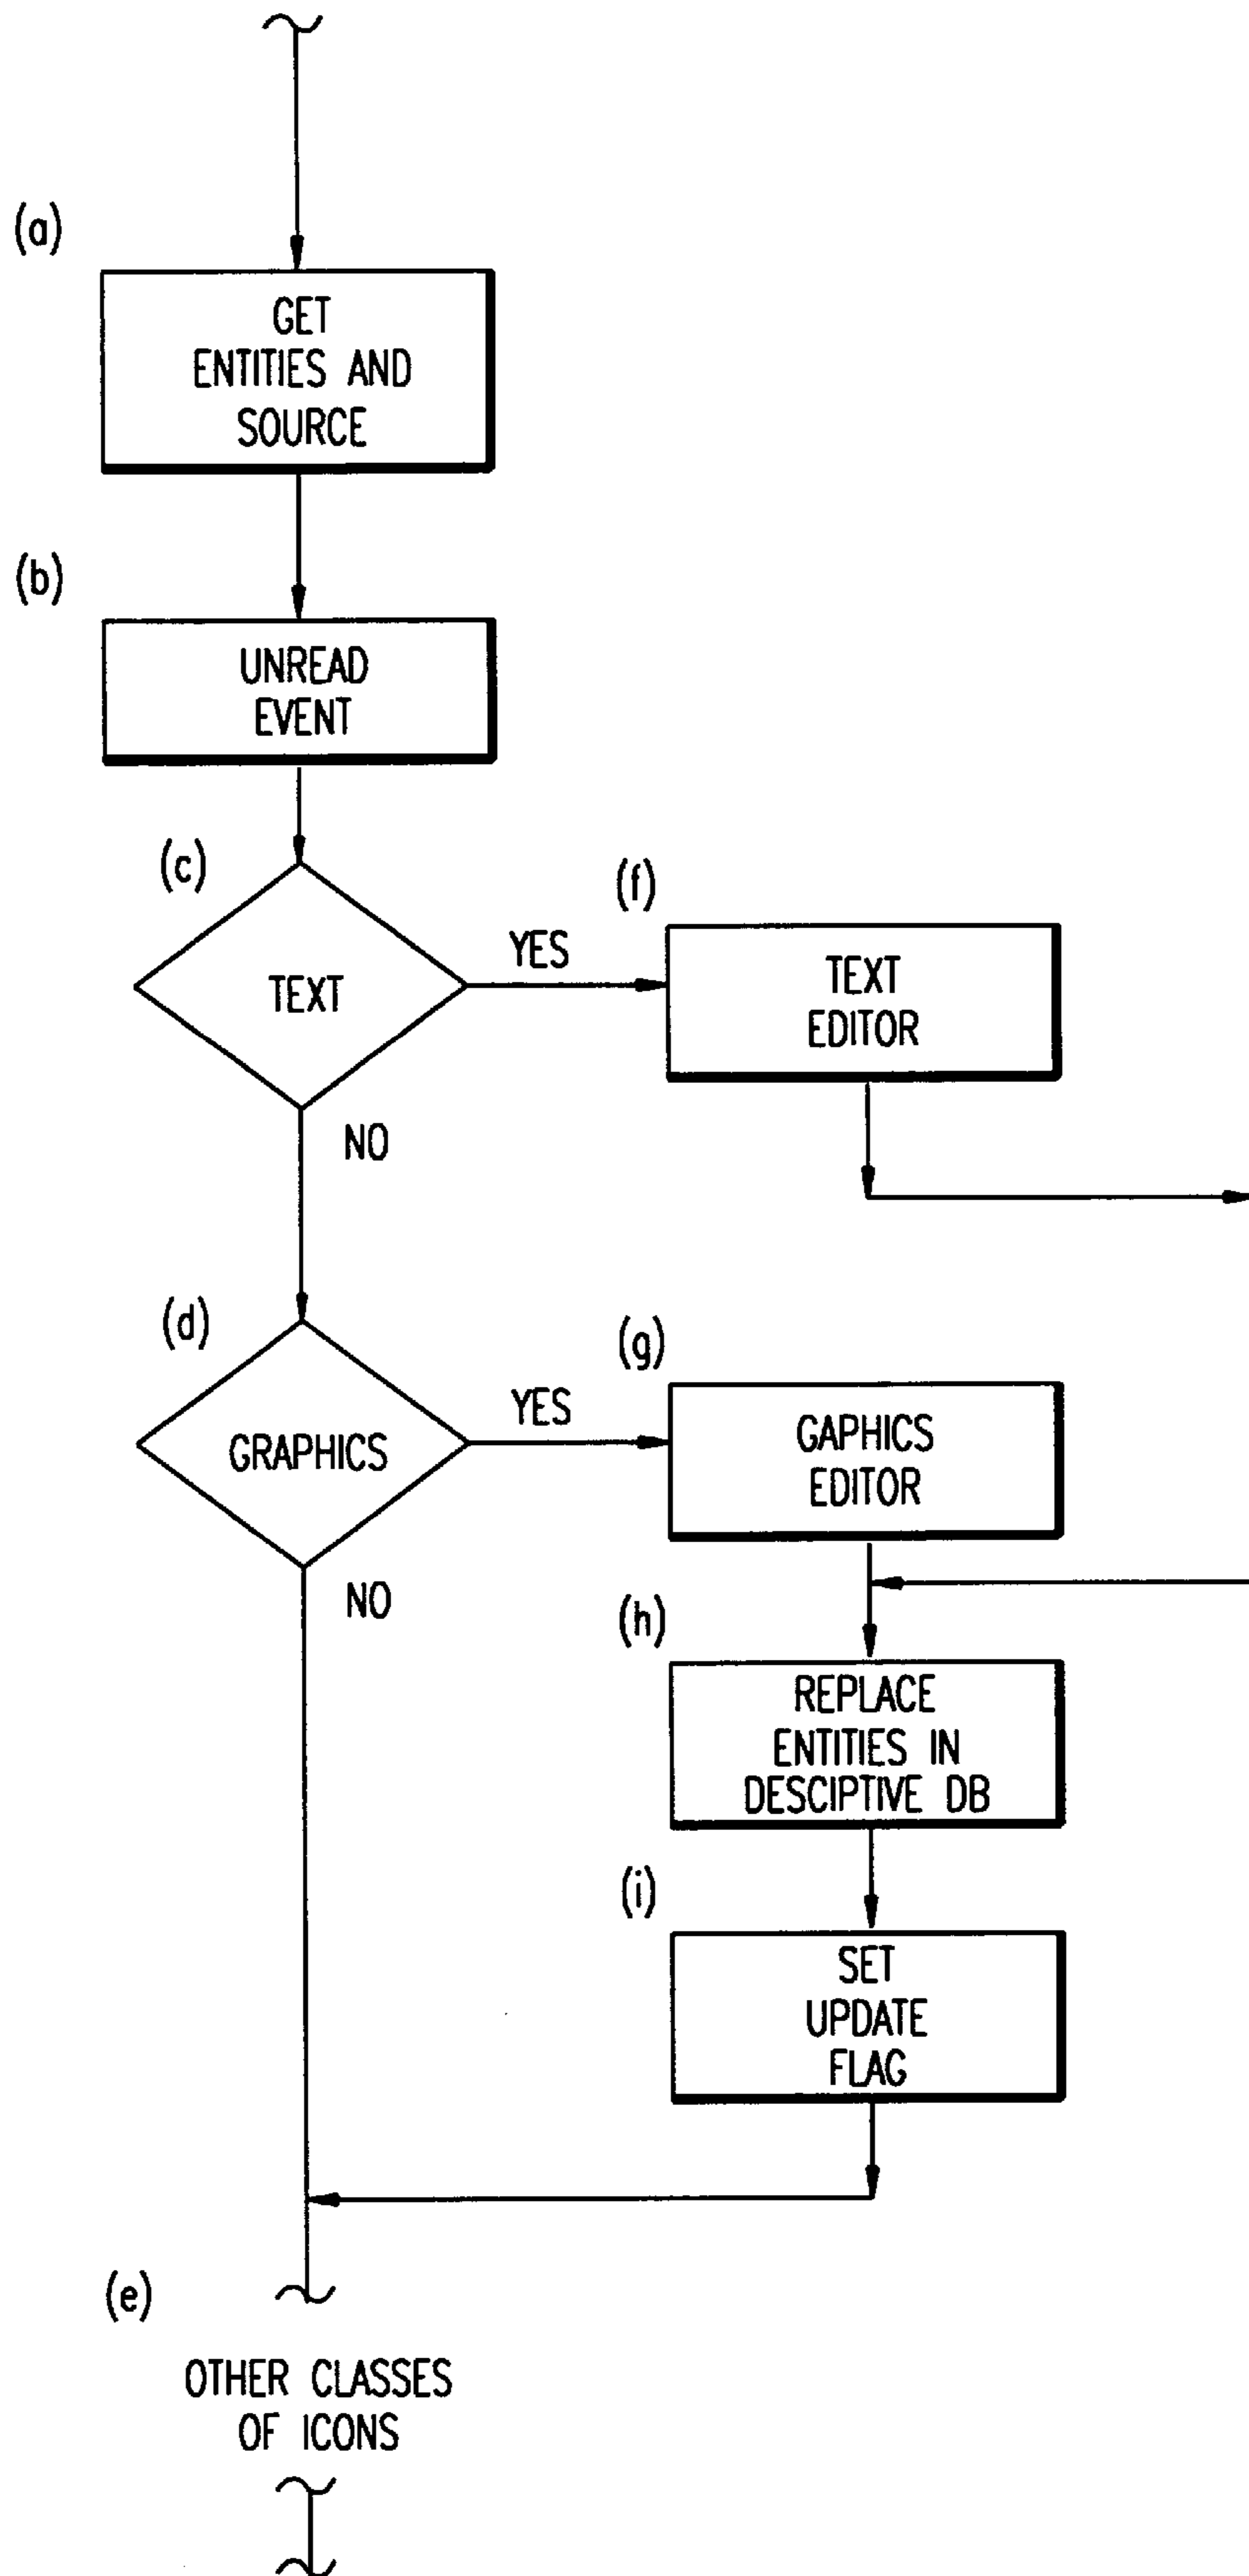 (a)
GET
ENTITIES AND
SOURCE
(b)
UNREAD
EVENT
(c)
TEXT
YES
NO
(f)
TEXT
EDITOR
(d)
GRAPHICS
YES
NO
(g)
GAPHICS
EDITOR
(h)
REPLACE
ENTITIES IN
DESCIPTIVE DB
(i)
SET
UPDATE
FLAG
(e)
OTHER CLASSES
OF ICONS